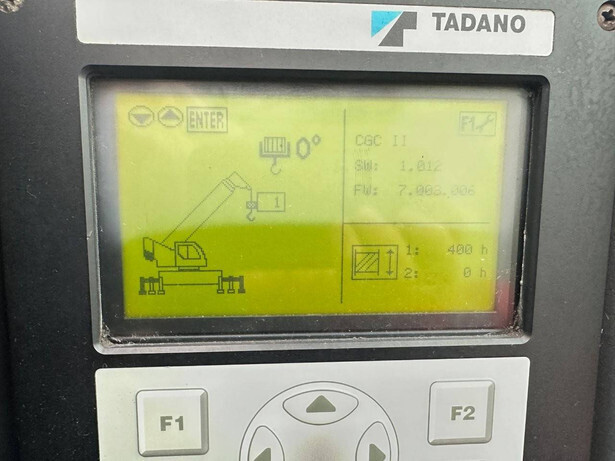 TADANO
ENTER
0°
1
F1
CGC II
SW: 1.012
FW: 7.003.006
1: 400 h
2: 0 h
F1
F2